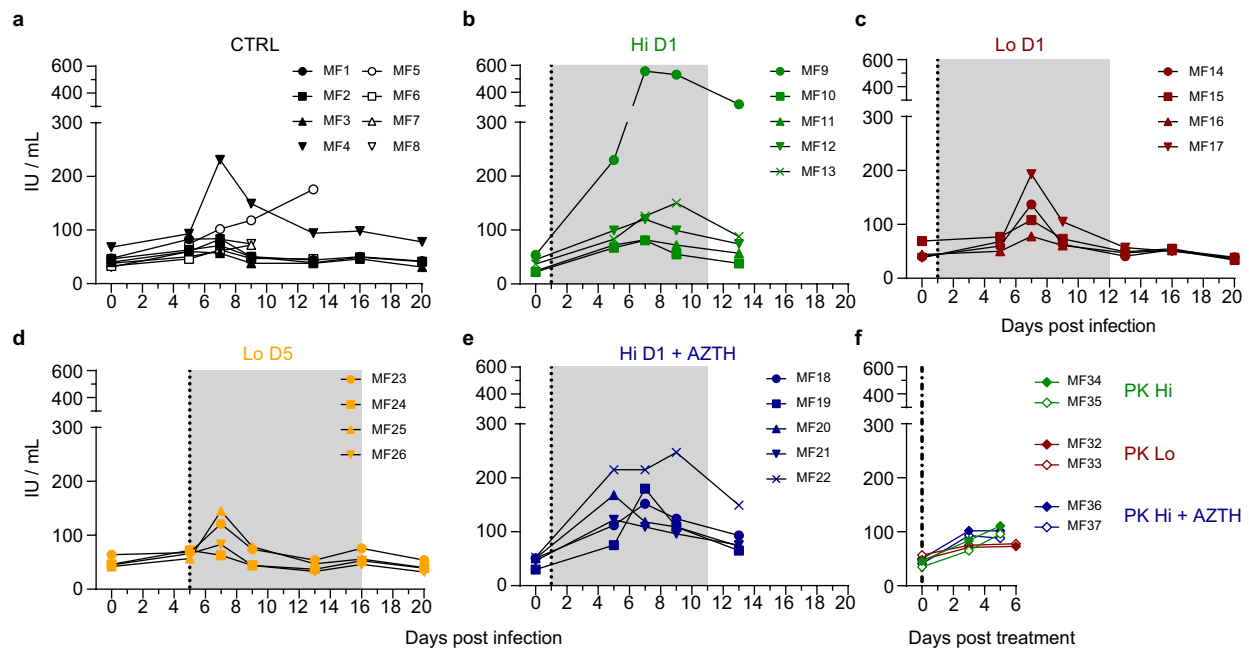 a
CTRL
IU / mL
600
400
300
200
100
0
MF1
MF2
MF3
MF4
MF5
MF6
MF7
MF8
0 2 4 6 8 10 12 14 16 18 20
b
Hi D1
600
400
300
200
100
0
MF9
MF10
MF11
MF12
MF13
0 2 4 6 8 10 12 14 16 18 20
c
Lo D1
600
400
300
200
100
0
MF14
MF15
MF16
MF17
0 2 4 6 8 10 12 14 16 18 20
Days post infection
d
Lo D5
IU / mL
600
400
300
200
100
0
MF23
MF24
MF25
MF26
0 2 4 6 8 10 12 14 16 18 20
e
Hi D1 + AZTH
600
400
300
200
100
0
MF18
MF19
MF20
MF21
MF22
0 2 4 6 8 10 12 14 16 18 20
Days post infection
f
600
400
300
200
100
0
MF34
MF35
PK Hi
MF32
MF33
PK Lo
MF36
MF37
PK Hi + AZTH
0 2 4 6
Days post treatment